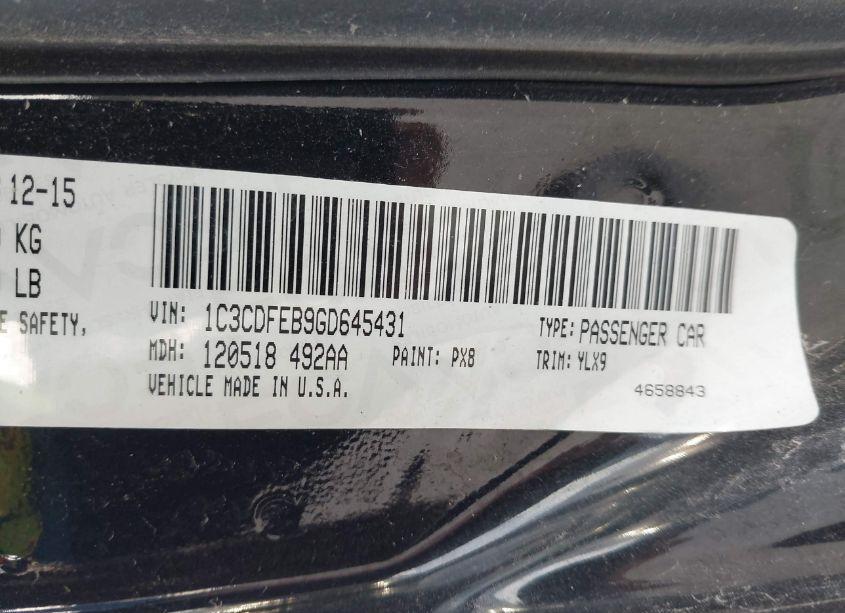 12-15
KG
LB
SAFETY,
VIN: 1C3CDFEB9GD645431
TYPE: PASSENGER CAR
MDH: 120518 492AA PAINT: PX8 TRIM: YLX9
VEHICLE MADE IN U.S.A.
4658843